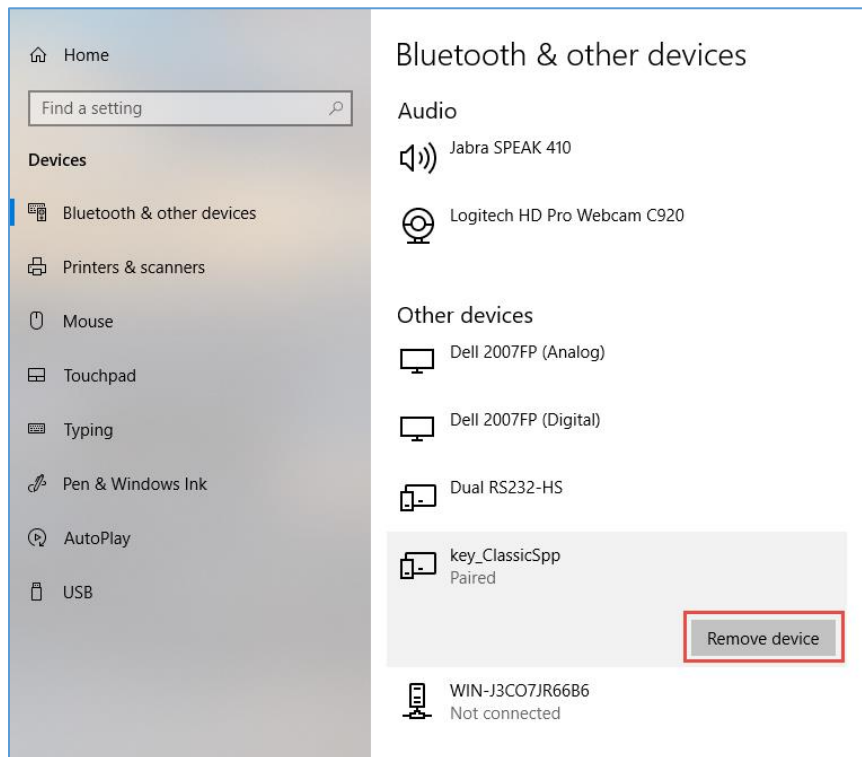 Home
Find a setting
Devices
Bluetooth & other devices
Printers & scanners
Mouse
Touchpad
Typing
Pen & Windows Ink
AutoPlay
USB
Bluetooth & other devices
Audio
Jabra SPEAK 410
Logitech HD Pro Webcam C920
Other devices
Dell 2007FP (Analog)
Dell 2007FP (Digital)
Dual RS232-HS
key_ClassicSpp
Paired
Remove device
WIN-J3CO7JR66B6
Not connected